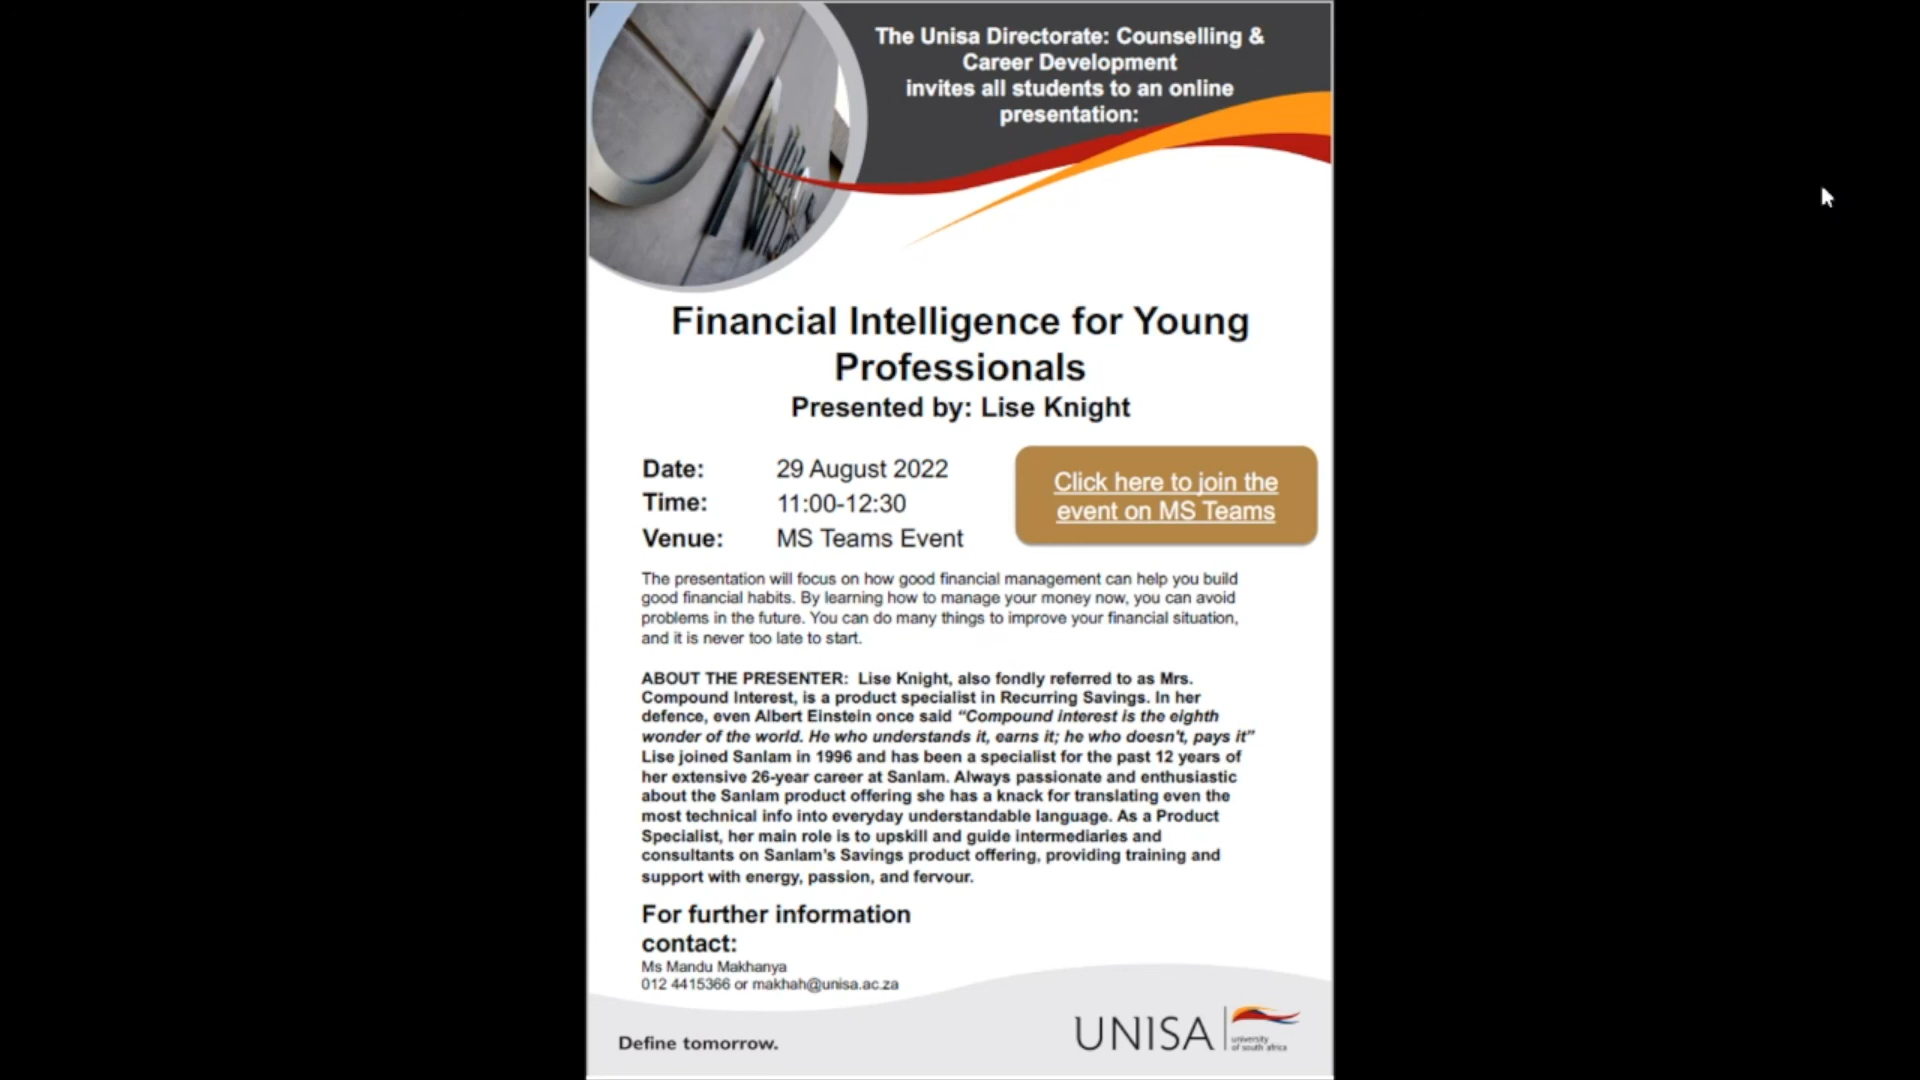 The Unisa Directorate: Counselling &
Career Development
invites all students to an online
presentation:
Financial Intelligence for Young
Professionals
Presented by: Lise Knight
Date: 29 August 2022
Time: 11:00-12:30
Venue: MS Teams Event
Click here to join the
event on MS Teams
The presentation will focus on how good financial management can help you build
good financial habits. By learning how to manage your money now, you can avoid
problems in the future. You can do many things to improve your financial situation,
and it is never too late to start.
ABOUT THE PRESENTER: Lise Knight, also fondly referred to as Mrs.
Compound Interest, is a product specialist in Recurring Savings. In her
defence, even Albert Einstein once said “Compound interest is the eighth
wonder of the world. He who understands it, earns it; he who doesn't, pays it”
Lise joined Sanlam in 1996 and has been a specialist for the past 12 years of
her extensive 26-year career at Sanlam. Always passionate and enthusiastic
about the Sanlam product offering she has a knack for translating even the
most technical info into everyday understandable language. As a Product
Specialist, her main role is to upskill and guide intermediaries and
consultants on Sanlam's Savings product offering, providing training and
support with energy, passion, and fervour.
For further information
contact:
Ms Mandu Makhanya
012 4415366 or makhah@unisa.ac.za
Define tomorrow.
UNISA
university
of south africa